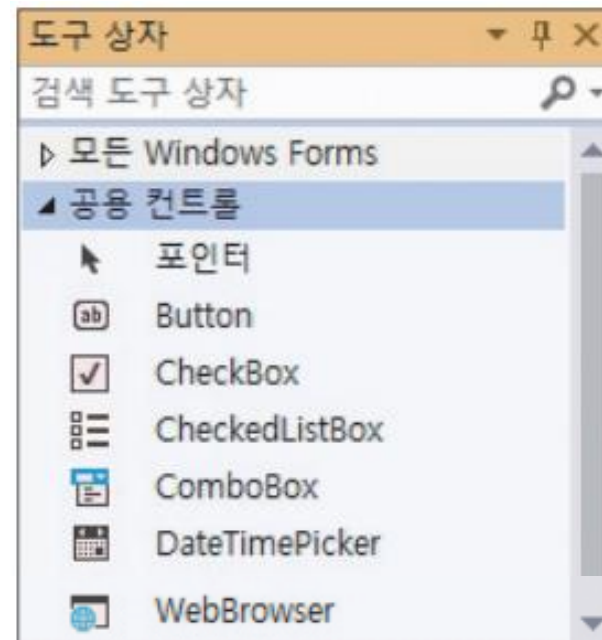 도구 상자
검색 도구 상자
모든 Windows Forms
공용 컨트롤
포인터
ab Button
CheckBox
CheckedListBox
ComboBox
DateTimePicker
WebBrowser